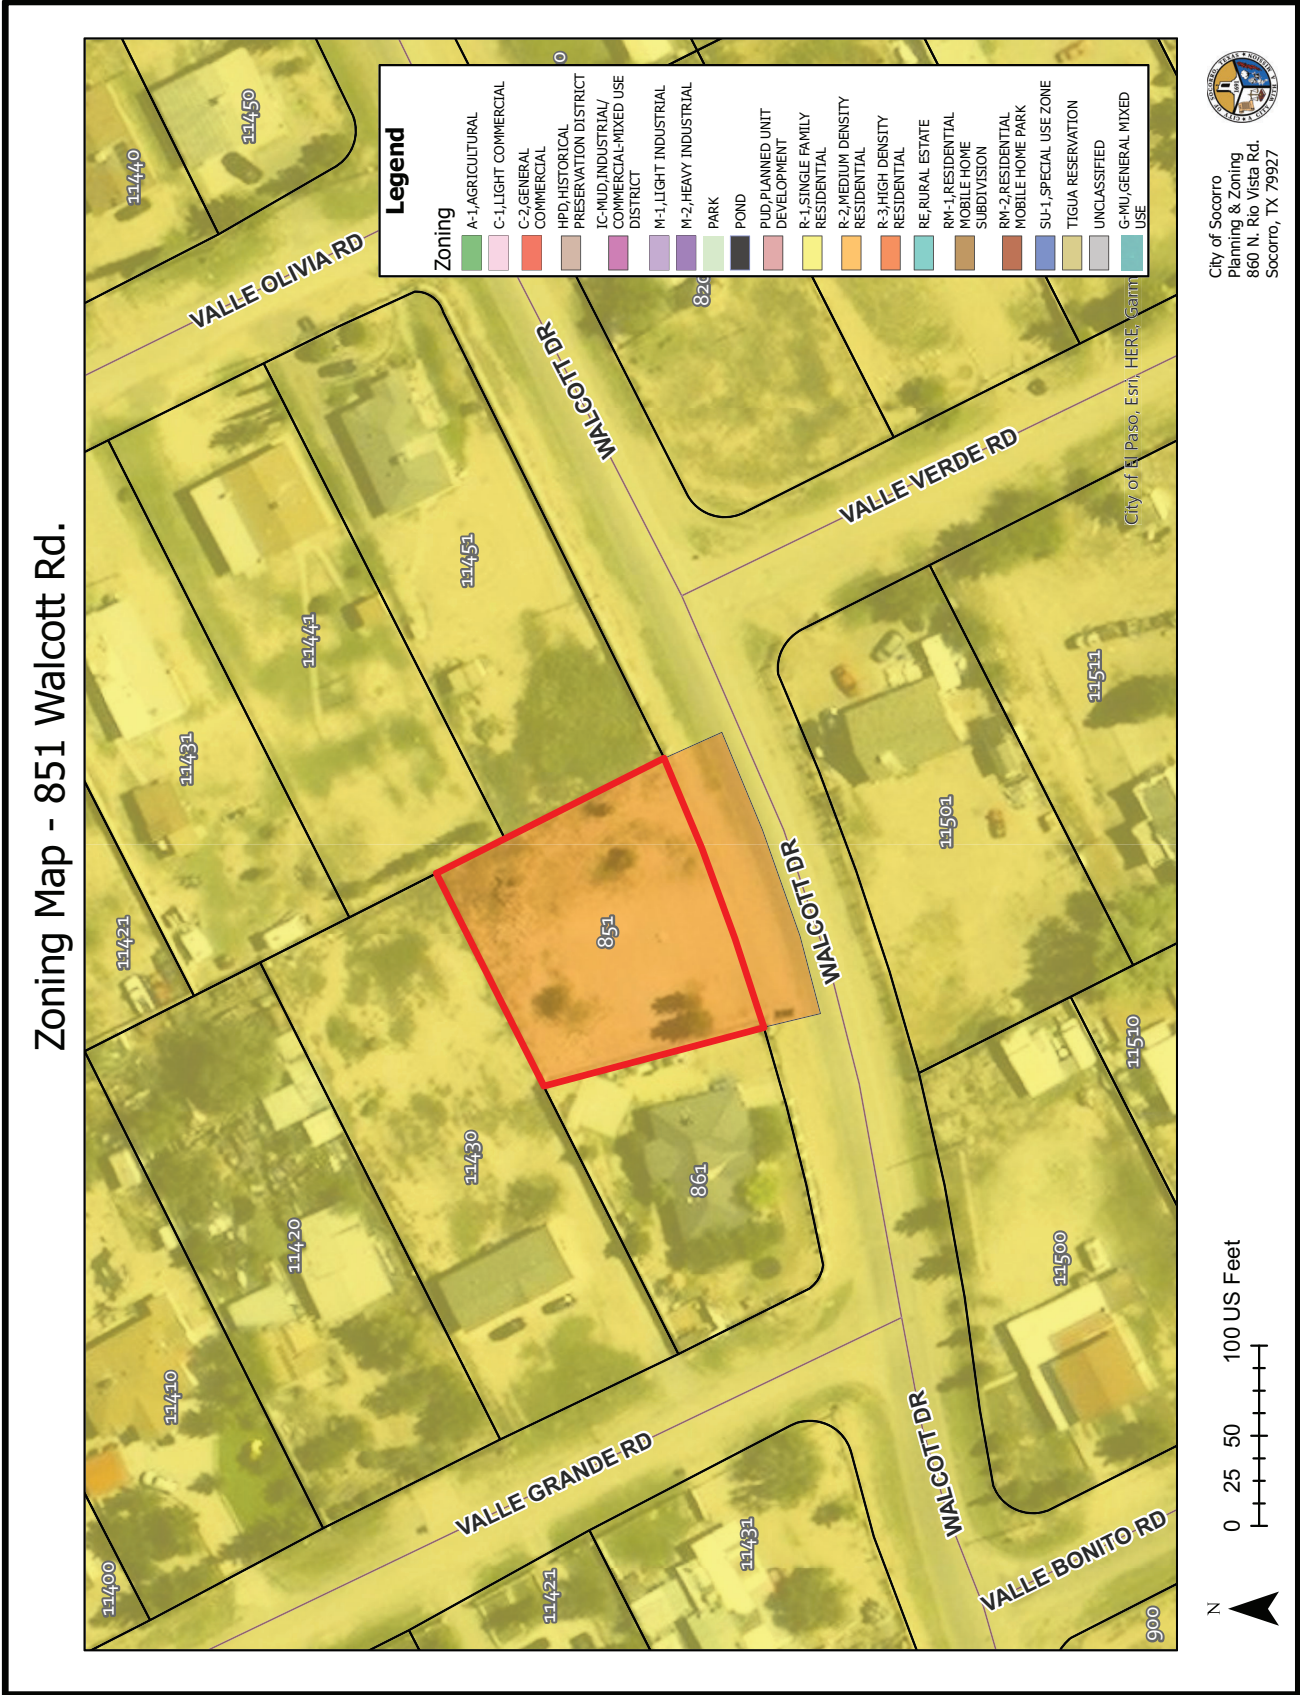 Zoning Map - 851 Walcott Rd.
11440
11450
VALLE OLIVIA RD
11421
11431
11441
11451
WALCOTT DR
820
0
Legend
Zoning
A-1,AGRICULTURAL
C-1,LIGHT COMMERCIAL
C-2,GENERAL
COMMERCIAL
HPD,HISTORICAL
PRESERVATION DISTRICT
IC-MUD,INDUSTRIAL/
COMMERCIAL-MIXED USE
DISTRICT
M-1,LIGHT INDUSTRIAL
M-2,HEAVY INDUSTRIAL
PARK
POND
PUD,PLANNED UNIT
DEVELOPMENT
R-1,SINGLE FAMILY
RESIDENTIAL
R-2,MEDIUM DENSITY
RESIDENTIAL
R-3,HIGH DENSITY
RESIDENTIAL
RE,RURAL ESTATE
RM-1,RESIDENTIAL
MOBILE HOME
SUBDIVISION
RM-2,RESIDENTIAL
MOBILE HOME PARK
SU-1,SPECIAL USE ZONE
TIGUA RESERVATION
UNCLASSIFIED
G-MU,GENERAL MIXED
USE
VALLE VERDE RD
City of El Paso, Esri, HERE, Garm
851
WALCOTT DR
11501
11511
11510
11430
11420
861
11410
11400
VALLE GRANDE RD
11500
WALCOTT DR
11431
11421
VALLE BONITO RD
900
N
0 25 50 100 US Feet
City of Socorro
Planning & Zoning
860 N. Rio Vista Rd.
Socorro, TX 79927